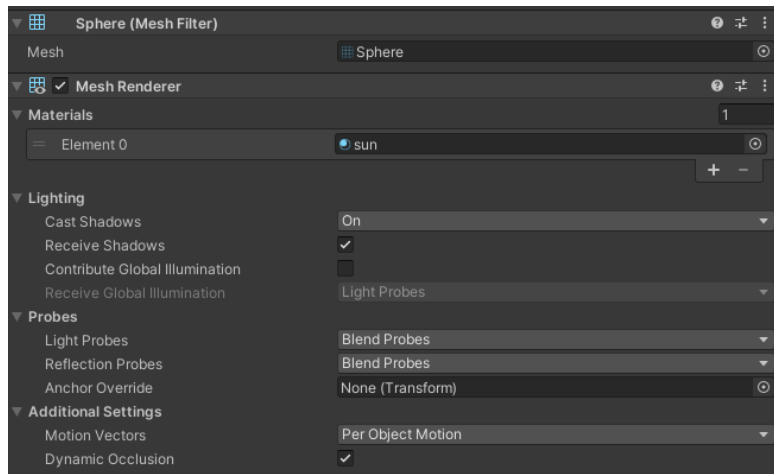 Sphere (Mesh Filter)
Mesh Sphere
Mesh Renderer
Materials 1
Element 0 sun
Lighting
Cast Shadows On
Receive Shadows
Contribute Global Illumination
Receive Global Illumination Light Probes
Probes
Light Probes Blend Probes
Reflection Probes Blend Probes
Anchor Override None (Transform)
Additional Settings
Motion Vectors Per Object Motion
Dynamic Occlusion